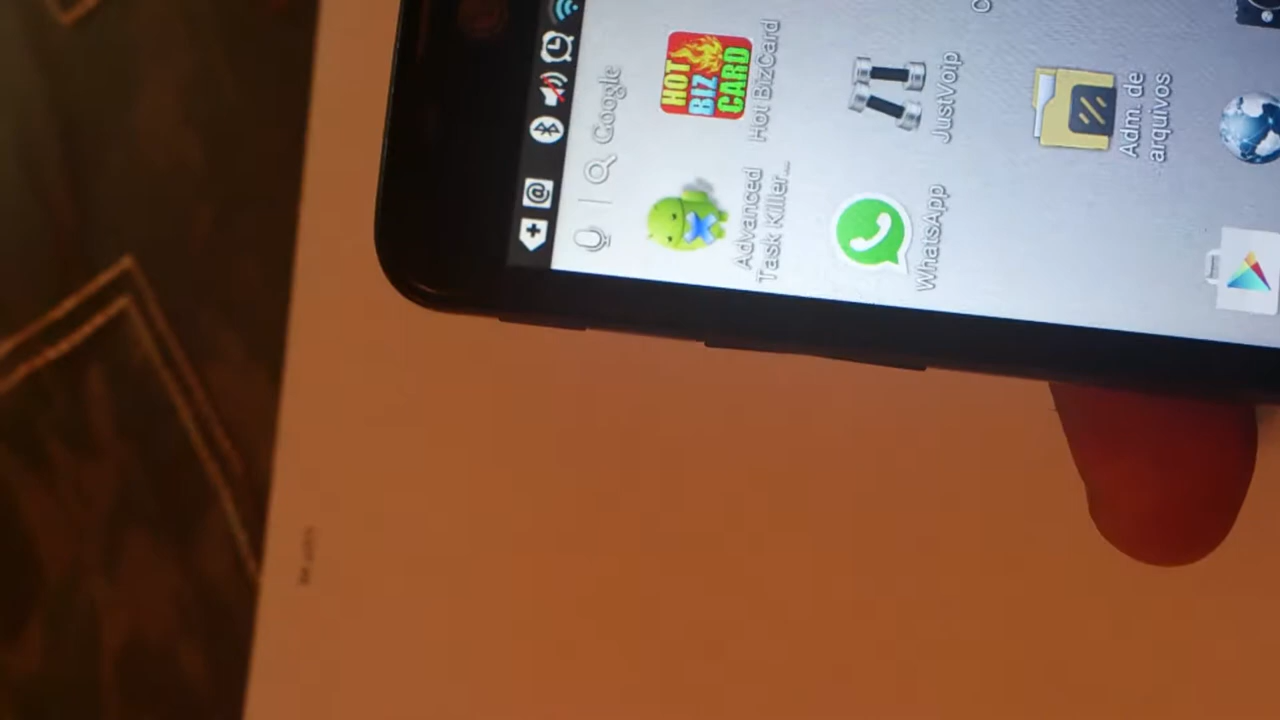 Google
Advanced
Task Killer...
HOT
BIZ
CARD
Hot BizCard
WhatsApp
JustVoip
Adm. de
arquivos